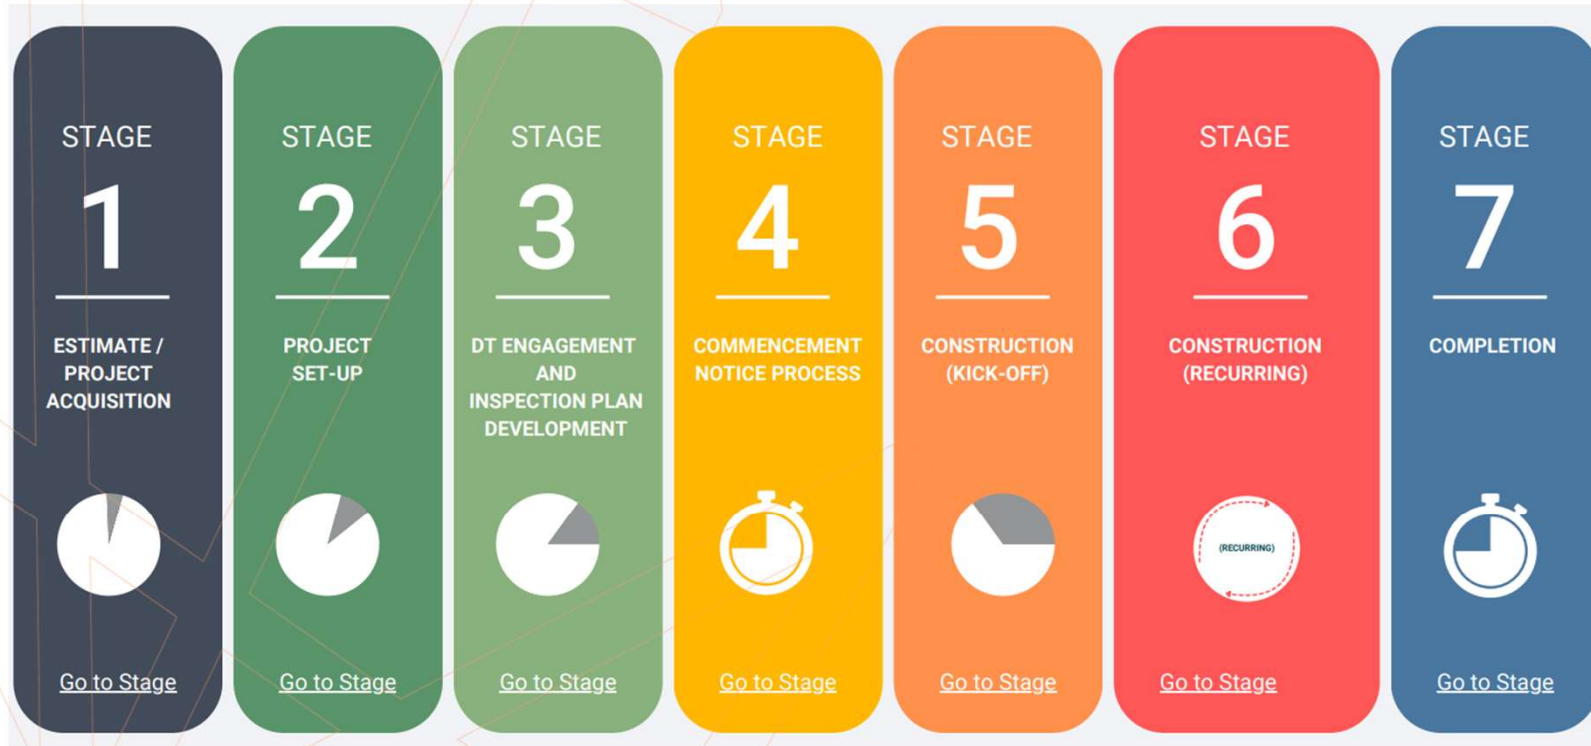 STAGE
1
ESTIMATE /
PROJECT
ACQUISITION
Go to Stage
STAGE
2
PROJECT
SET-UP
Go to Stage
STAGE
3
DT ENGAGEMENT
AND
INSPECTION PLAN
DEVELOPMENT
Go to Stage
STAGE
4
COMMENCEMENT
NOTICE PROCESS
Go to Stage
STAGE
5
CONSTRUCTION
(KICK-OFF)
Go to Stage
STAGE
6
CONSTRUCTION
(RECURRING)
(RECURRING)
Go to Stage
STAGE
7
COMPLETION
Go to Stage